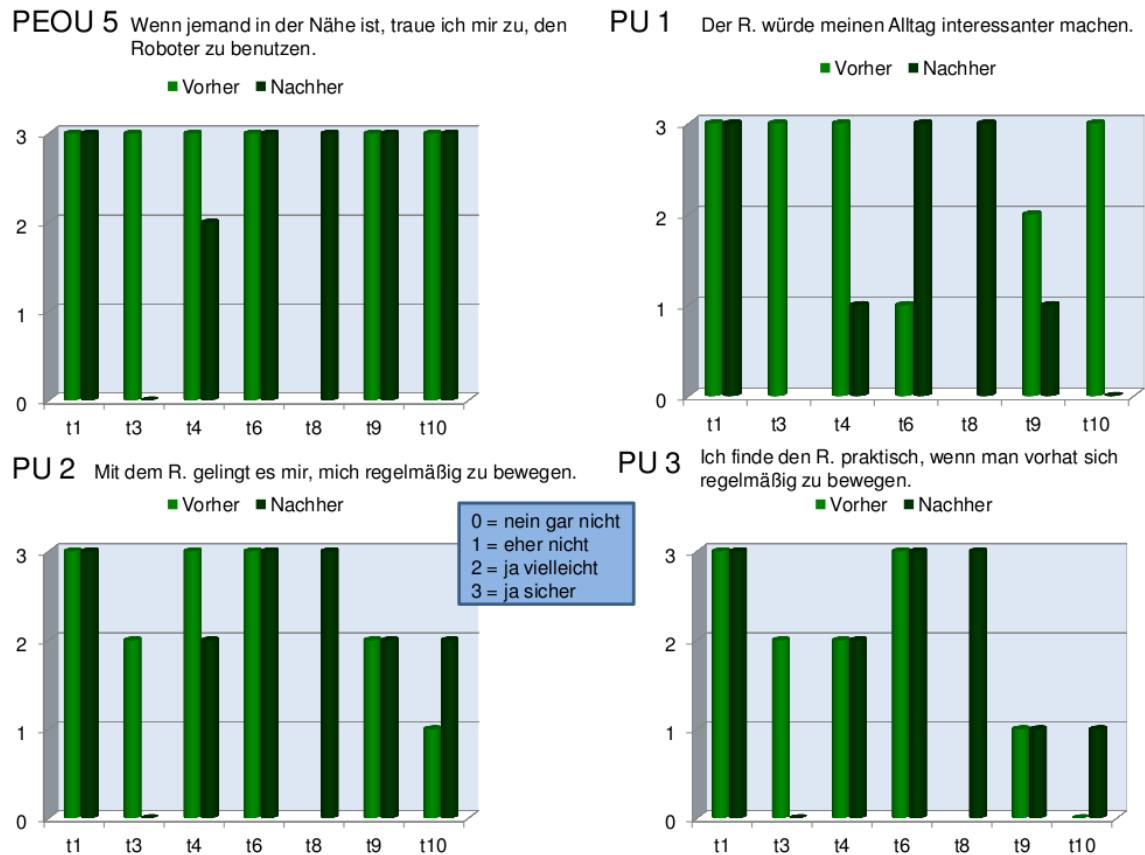 PEOU 5 Wenn jemand in der Nähe ist, traue ich mir zu, den
Roboter zu benutzen.
Vorher Nachher
3
2
1
0
t1 t3 t4 t6 t8 t9 t10
PU 1 Der R. würde meinen Alltag interessanter machen.
Vorher Nachher
3
2
1
0
t1 t3 t4 t6 t8 t9 t10
PU 2 Mit dem R. gelingt es mir, mich regelmäßig zu bewegen.
Vorher Nachher
3
2
1
0
t1 t3 t4 t6 t8 t9 t10
0 = nein gar nicht
1 = eher nicht
2 = ja vielleicht
3 = ja sicher
PU 3 Ich finde den R. praktisch, wenn man vorhat sich
regelmäßig zu bewegen.
Vorher Nachher
3
2
1
0
t1 t3 t4 t6 t8 t9 t10